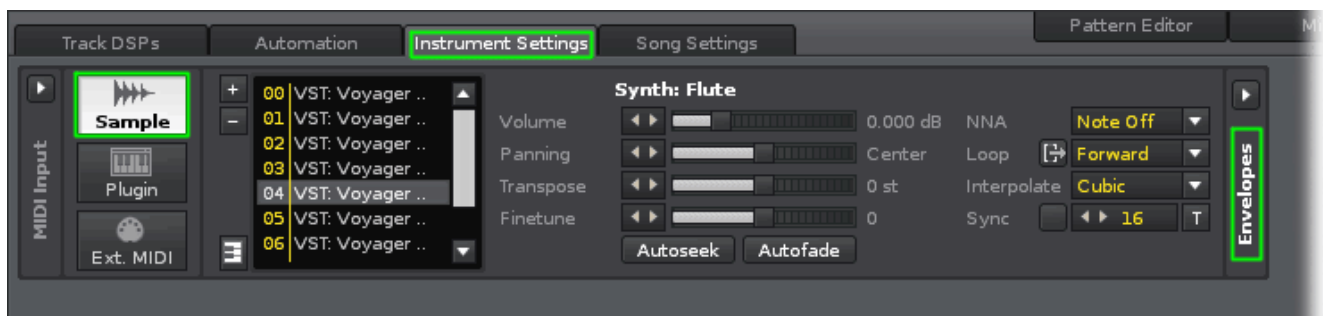 Track DSPs
Automation
Instrument Settings
Song Settings
Pattern Editor
Mi
MIDI Input
Sample
Plugin
Ext. MIDI
+
-
00 VST: Voyager ..
01 VST: Voyager ..
02 VST: Voyager ..
03 VST: Voyager ..
04 VST: Voyager ..
05 VST: Voyager ..
06 VST: Voyager ..
Synth: Flute
Volume 0.000 dB
Panning Center
Transpose 0 st
Finetune 0
Autoseek
Autofade
NNA Note Off
Loop Forward
Interpolate Cubic
Sync 16 T
Envelopes